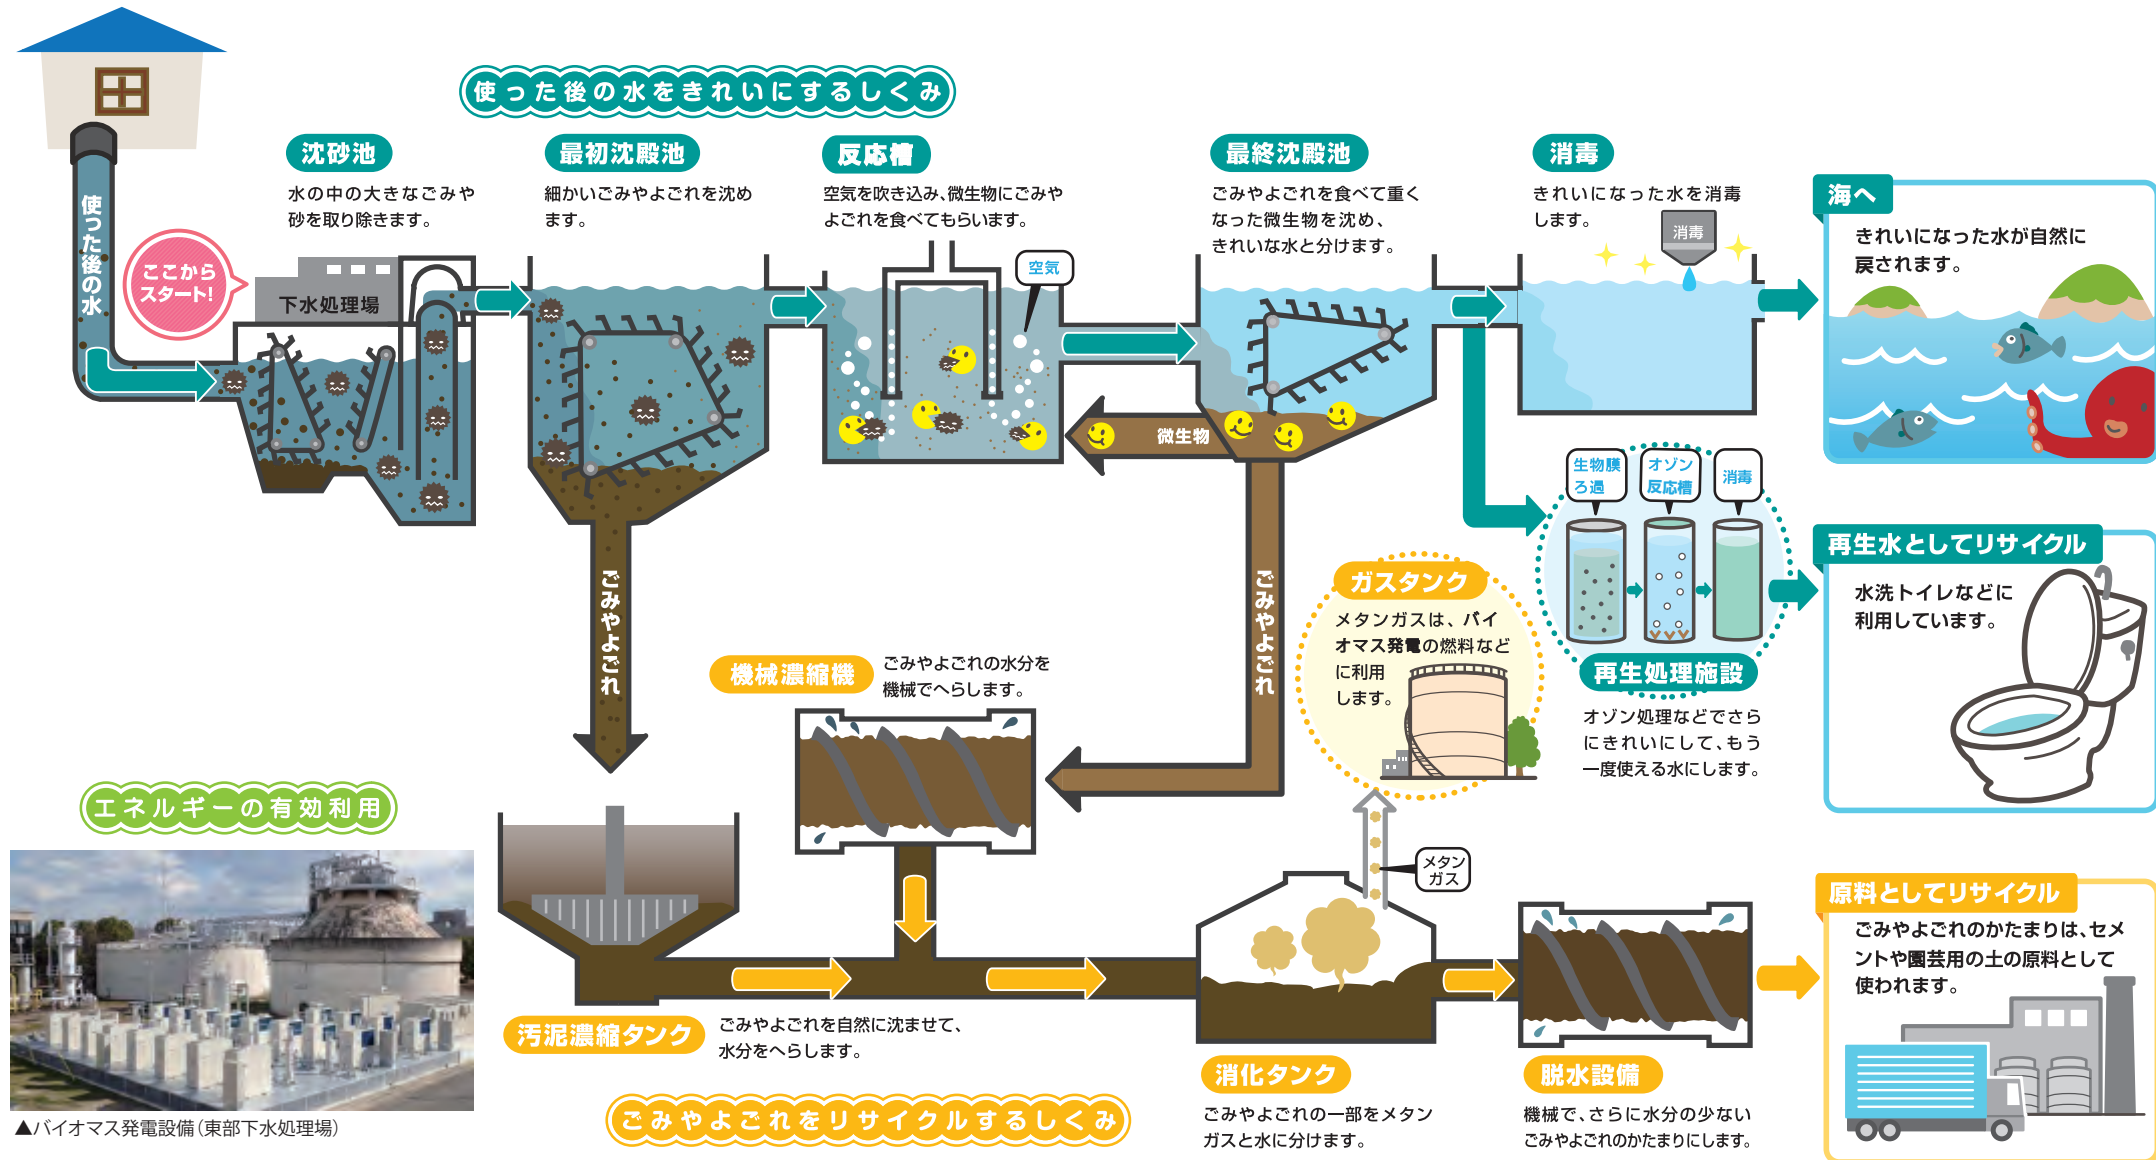 使った後の水をきれいにするしくみ
使った後の水
ここから
スタート!
下水処理場
沈砂池
水の中の大きなごみや
砂を取り除きます。
最初沈殿池
細かいごみやよごれを沈め
ます。
反応槽
空気を吹き込み、微生物にごみや
よごれを食べてもらいます。
空気
最終沈殿池
ごみやよごれを食べて重く
なった微生物を沈め、
きれいな水と分けます。
微生物
消毒
きれいになった水を消毒
します。
消毒
海へ
きれいになった水が自然に
戻されます。
生物膜
ろ過
オゾン
反応槽
消毒
再生処理施設
オゾン処理などでさら
にきれいにして、もう
一度使える水にします。
再生水としてリサイクル
水洗トイレなどに
利用しています。
ごみやよごれ
ごみやよごれ
機械濃縮機
ごみやよごれの水分を
機械でへらします。
ガスタンク
メタンガスは、バイ
オマス発電の燃料など
に利用
します。
メタン
ガス
エネルギーの有効利用
▲バイオマス発電設備(東部下水処理場)
汚泥濃縮タンク
ごみやよごれを自然に沈ませて、
水分をへらします。
ごみやよごれをリサイクルするしくみ
消化タンク
ごみやよごれの一部をメタン
ガスと水に分けます。
脱水設備
機械で、さらに水分の少ない
ごみやよごれのかたまりにします。
原料としてリサイクル
ごみやよごれのかたまりは、セメ
ントや園芸用の土の原料として
使われます。